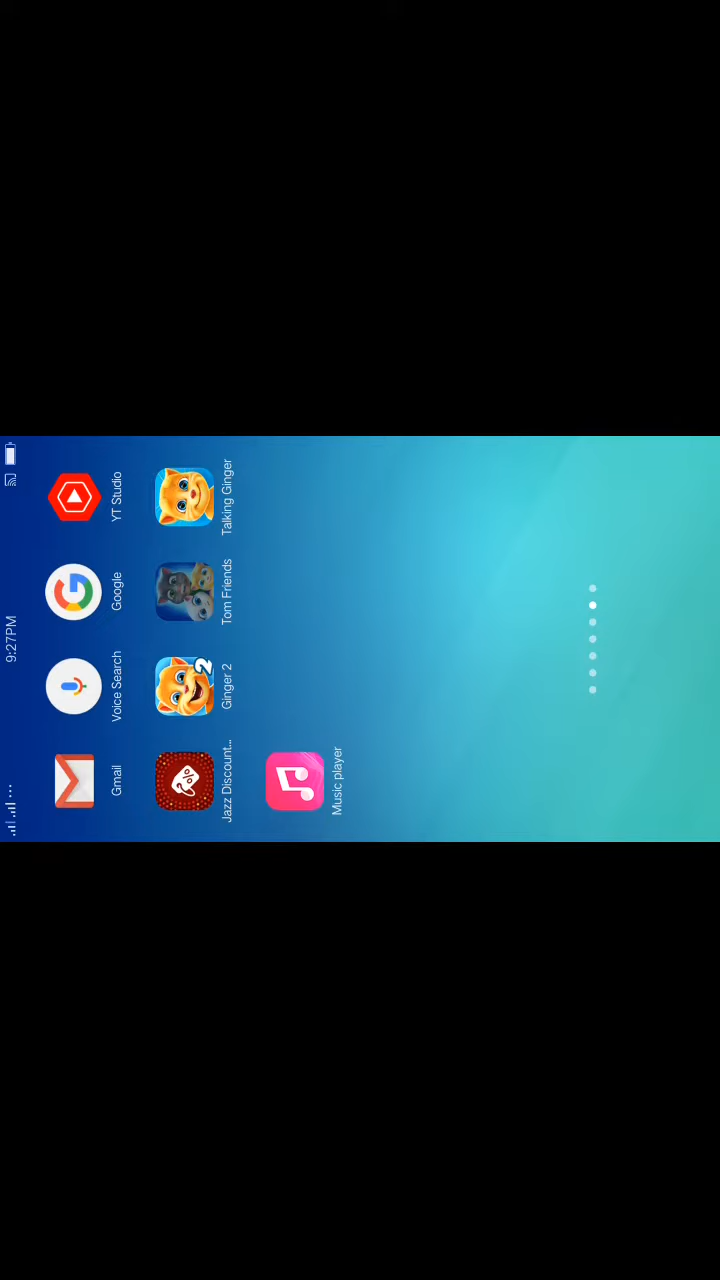 9:27PM
Gmail
Voice Search
Google
YT Studio
Jazz Discount...
Ginger 2
Tom Friends
Talking Ginger
Music player